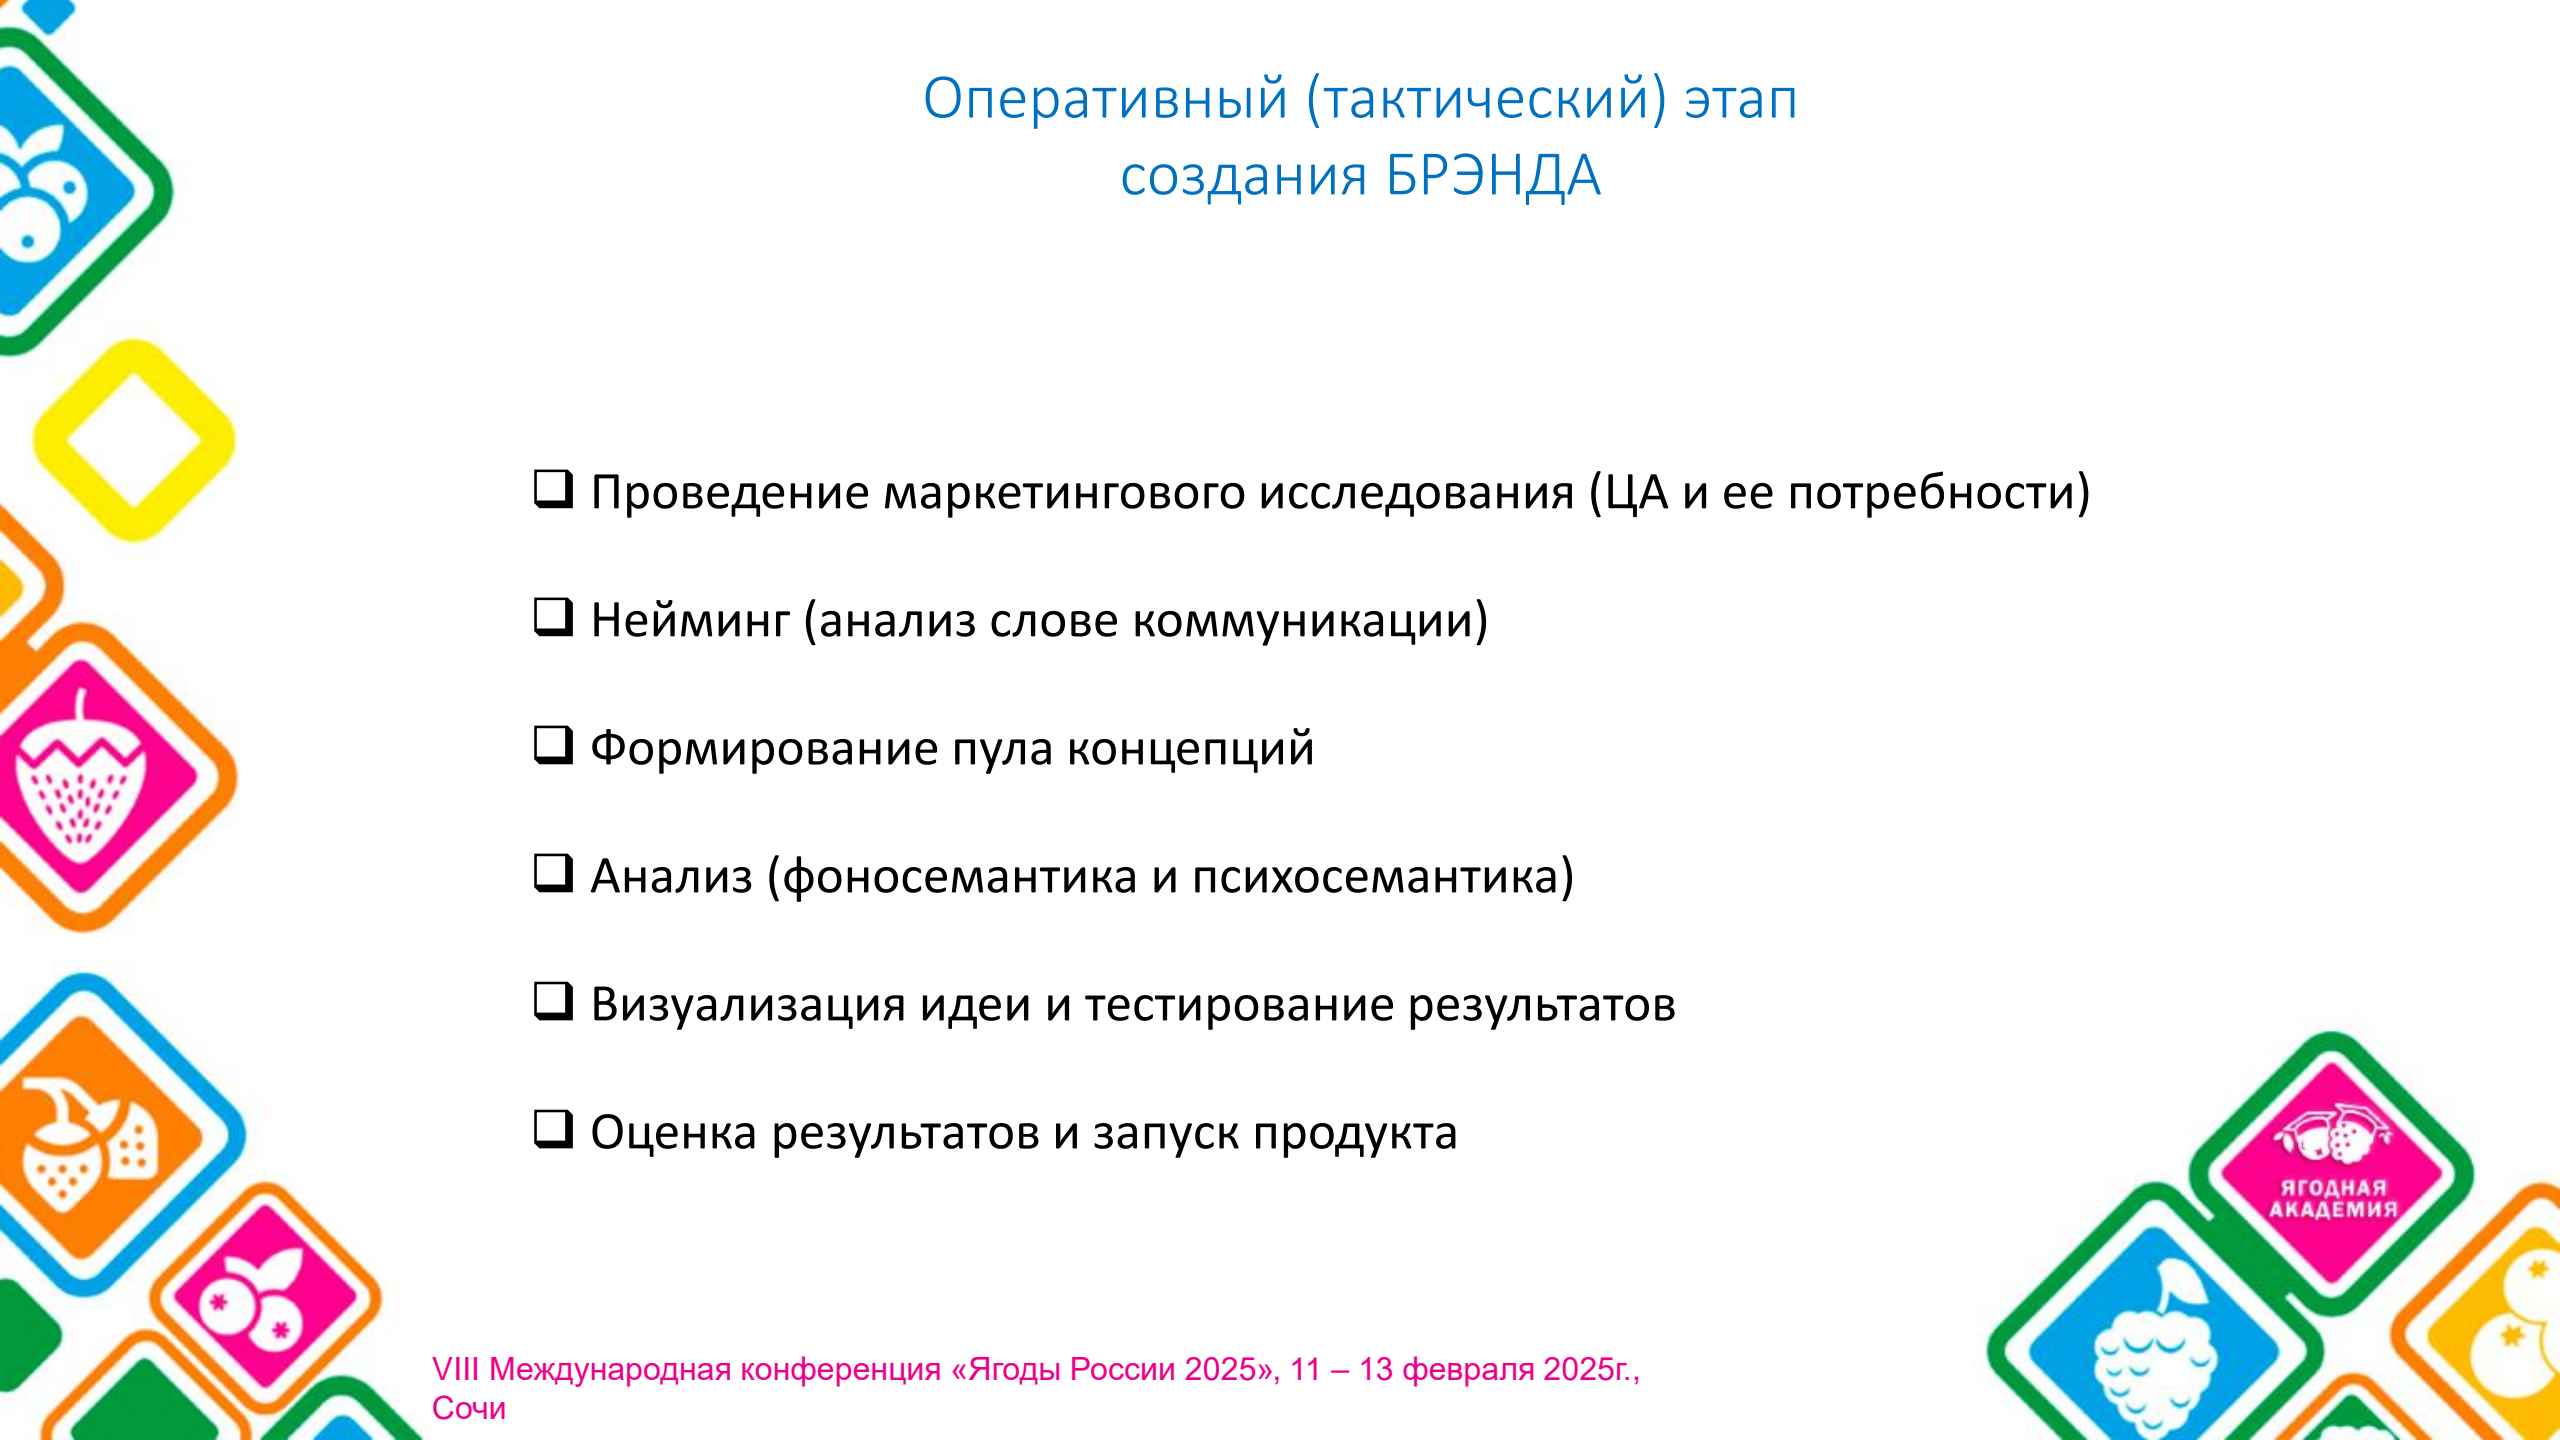 Оперативный (тактический) этап
создания БРЭНДА
❑ Проведение маркетингового исследования (ЦА и ее потребности)
❑ Нейминг (анализ слове коммуникации)
❑ Формирование пула концепций
❑ Анализ (фоносемантика и психосемантика)
❑ Визуализация идеи и тестирование результатов
❑ Оценка результатов и запуск продукта
ЯГОДНАЯ
АКАДЕМИЯ
VIII Международная конференция «Ягоды России 2025», 11 – 13 февраля 2025г.,
Сочи